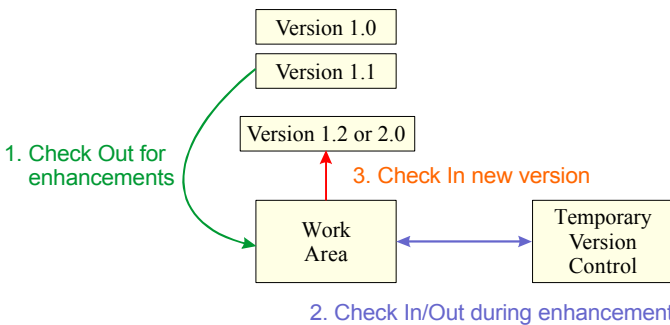 Version 1.0
Version 1.1
Version 1.2 or 2.0
1. Check Out for
enhancements
3. Check In new version
Work
Area
Temporary
Version
Control
2. Check In/Out during enhancement